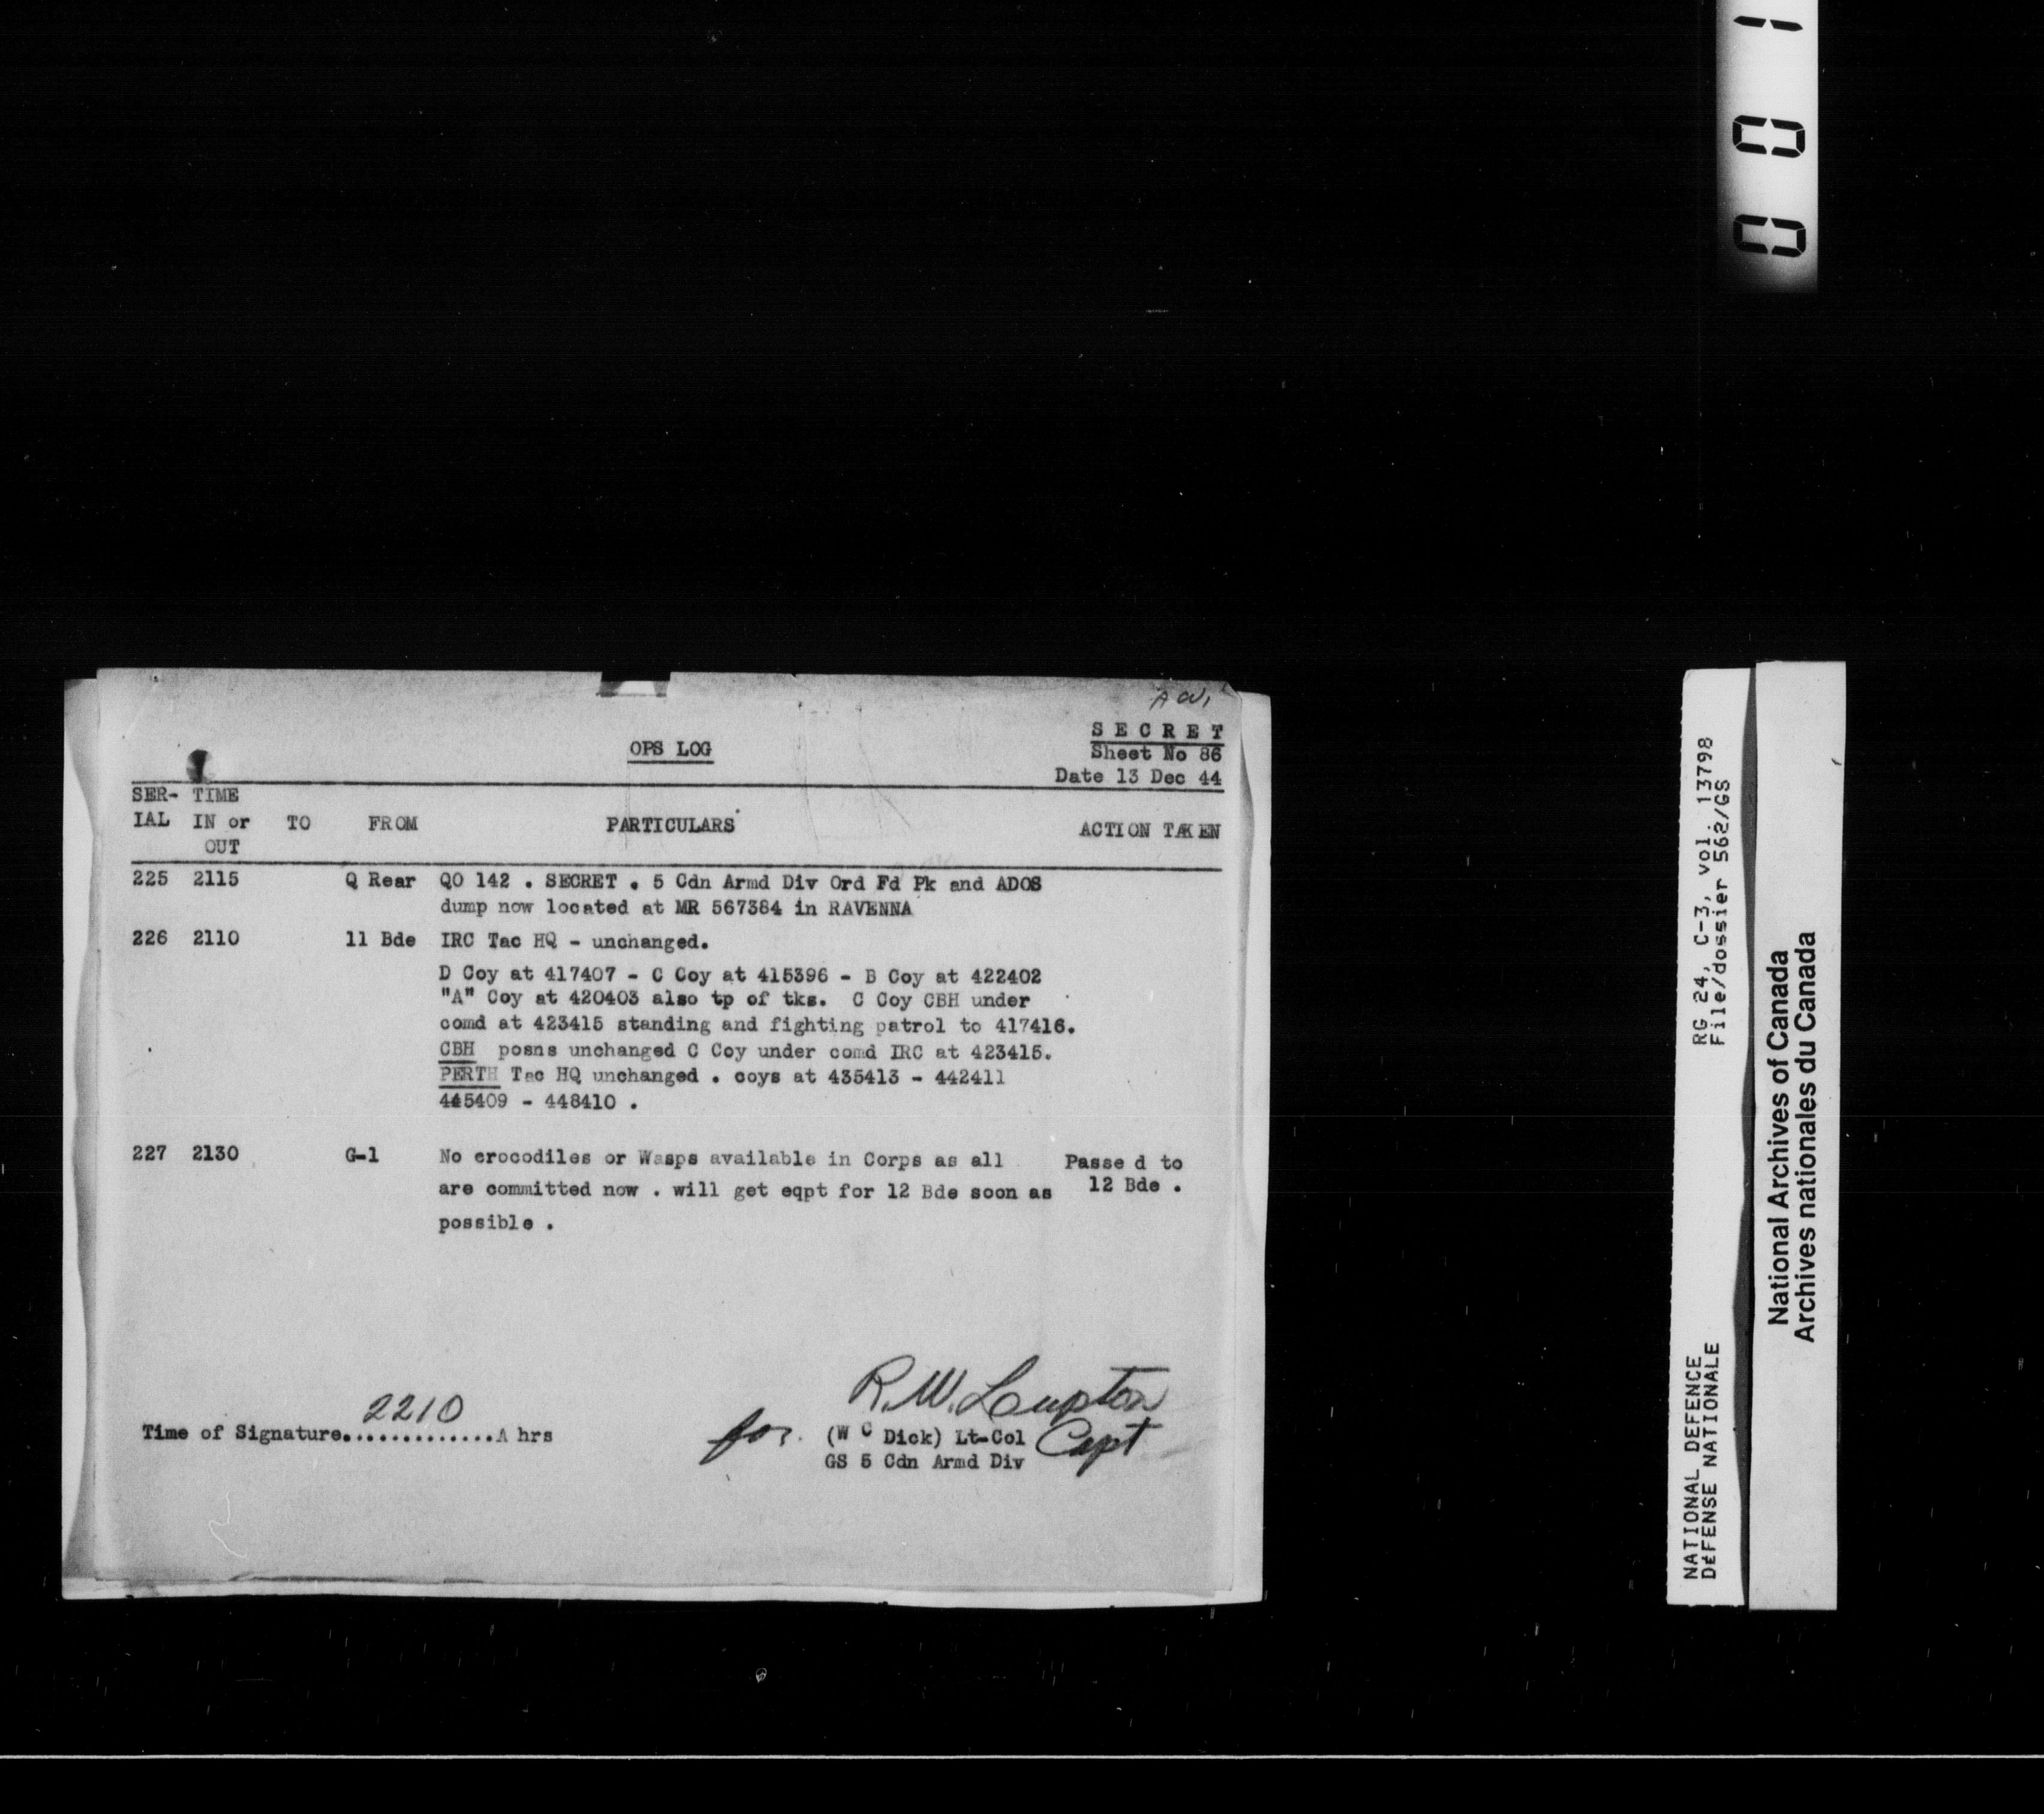 001
SECRET
OPS LOG
Sheet No 86
Date 13 Dec 44
SER- TIME
IAL IN or TO FROM PARTICULARS ACTION TAKEN
OUT
225 2115 Q Rear QO 142 . SECRET . 5 Cdn Armd Div Ord Fd Pk and ADOS
dump now located at MR 567384 in RAVENNA
226 2110 11 Bde IRC Tac HQ - unchanged.
D Coy at 417407 - C Coy at 415396 - B Coy at 422402
"A" Coy at 420403 also tp of tks. C Coy CBH under
comd at 423415 standing and fighting patrol to 417416.
CBH posns unchanged C Coy under comd IRC at 423415.
PERTH Tac HQ unchanged . coys at 435413 - 442411
445409 - 448410 .
227 2130 G-1 No crocodiles or Wasps available in Corps as all Passe d to
are committed now . will get eqpt for 12 Bde soon as 12 Bde .
possible .
R.W. Lupton
2210
Time of Signature.............A hrs
for (W C Dick) Lt-Col Capt
GS 5 Cdn Armd Div
RG 24, C-3, vol. 13798
File/dossier 562/GS
NATIONAL DEFENCE
DÉFENSE NATIONALE
National Archives of Canada
Archives nationales du Canada